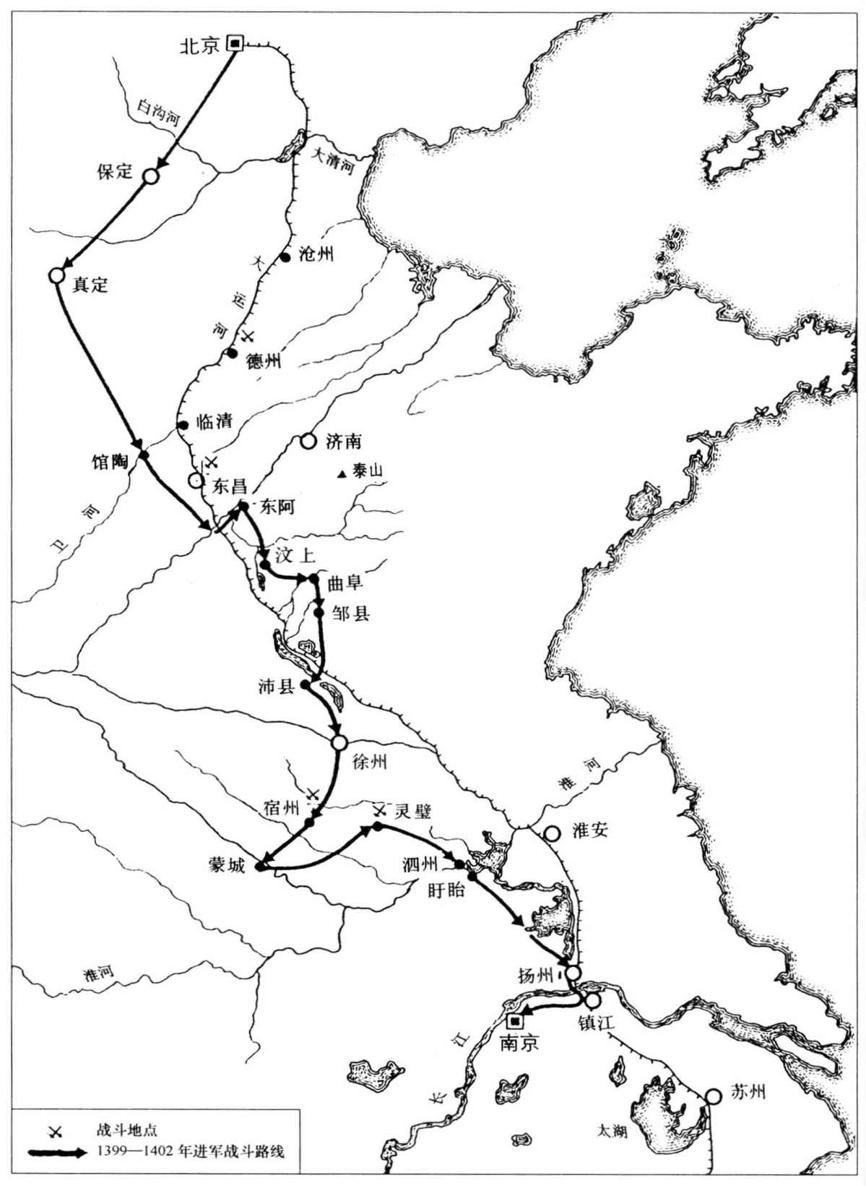 北京
白沟河
保定
大清河
真定
沧州
大运河
德州
临清
济南
馆陶
泰山
东昌
东阿
卫河
汶上
曲阜
邹县
沛县
徐州
淮河
宿州
灵璧
淮安
蒙城
泗州
盱眙
淮河
扬州
镇江
南京
长江
苏州
太湖
战斗地点
1399—1402 年进军战斗路线